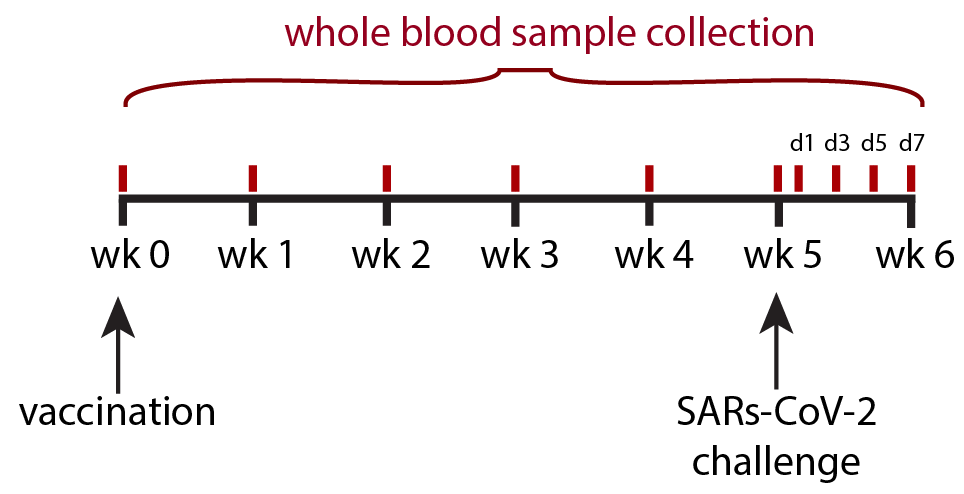 whole blood sample collection
d1 d3 d5 d7
wk 0 wk 1 wk 2 wk 3 wk 4 wk 5 wk 6
vaccination
SARs-CoV-2
challenge